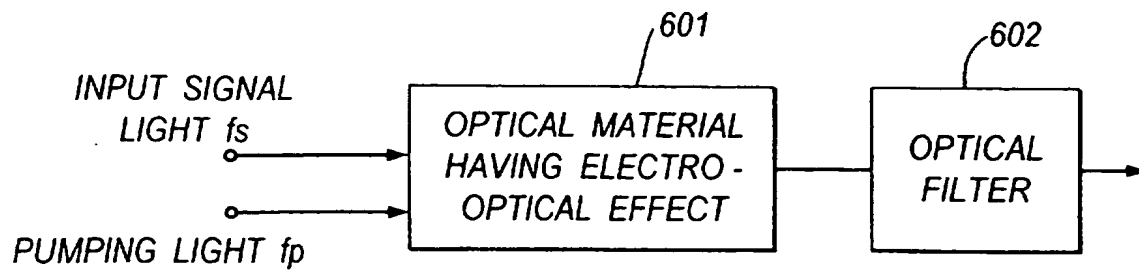 601
602
INPUT SIGNAL
LIGHT fs
OPTICAL MATERIAL
HAVING ELECTRO -
OPTICAL EFFECT
OPTICAL
FILTER
PUMPING LIGHT fp